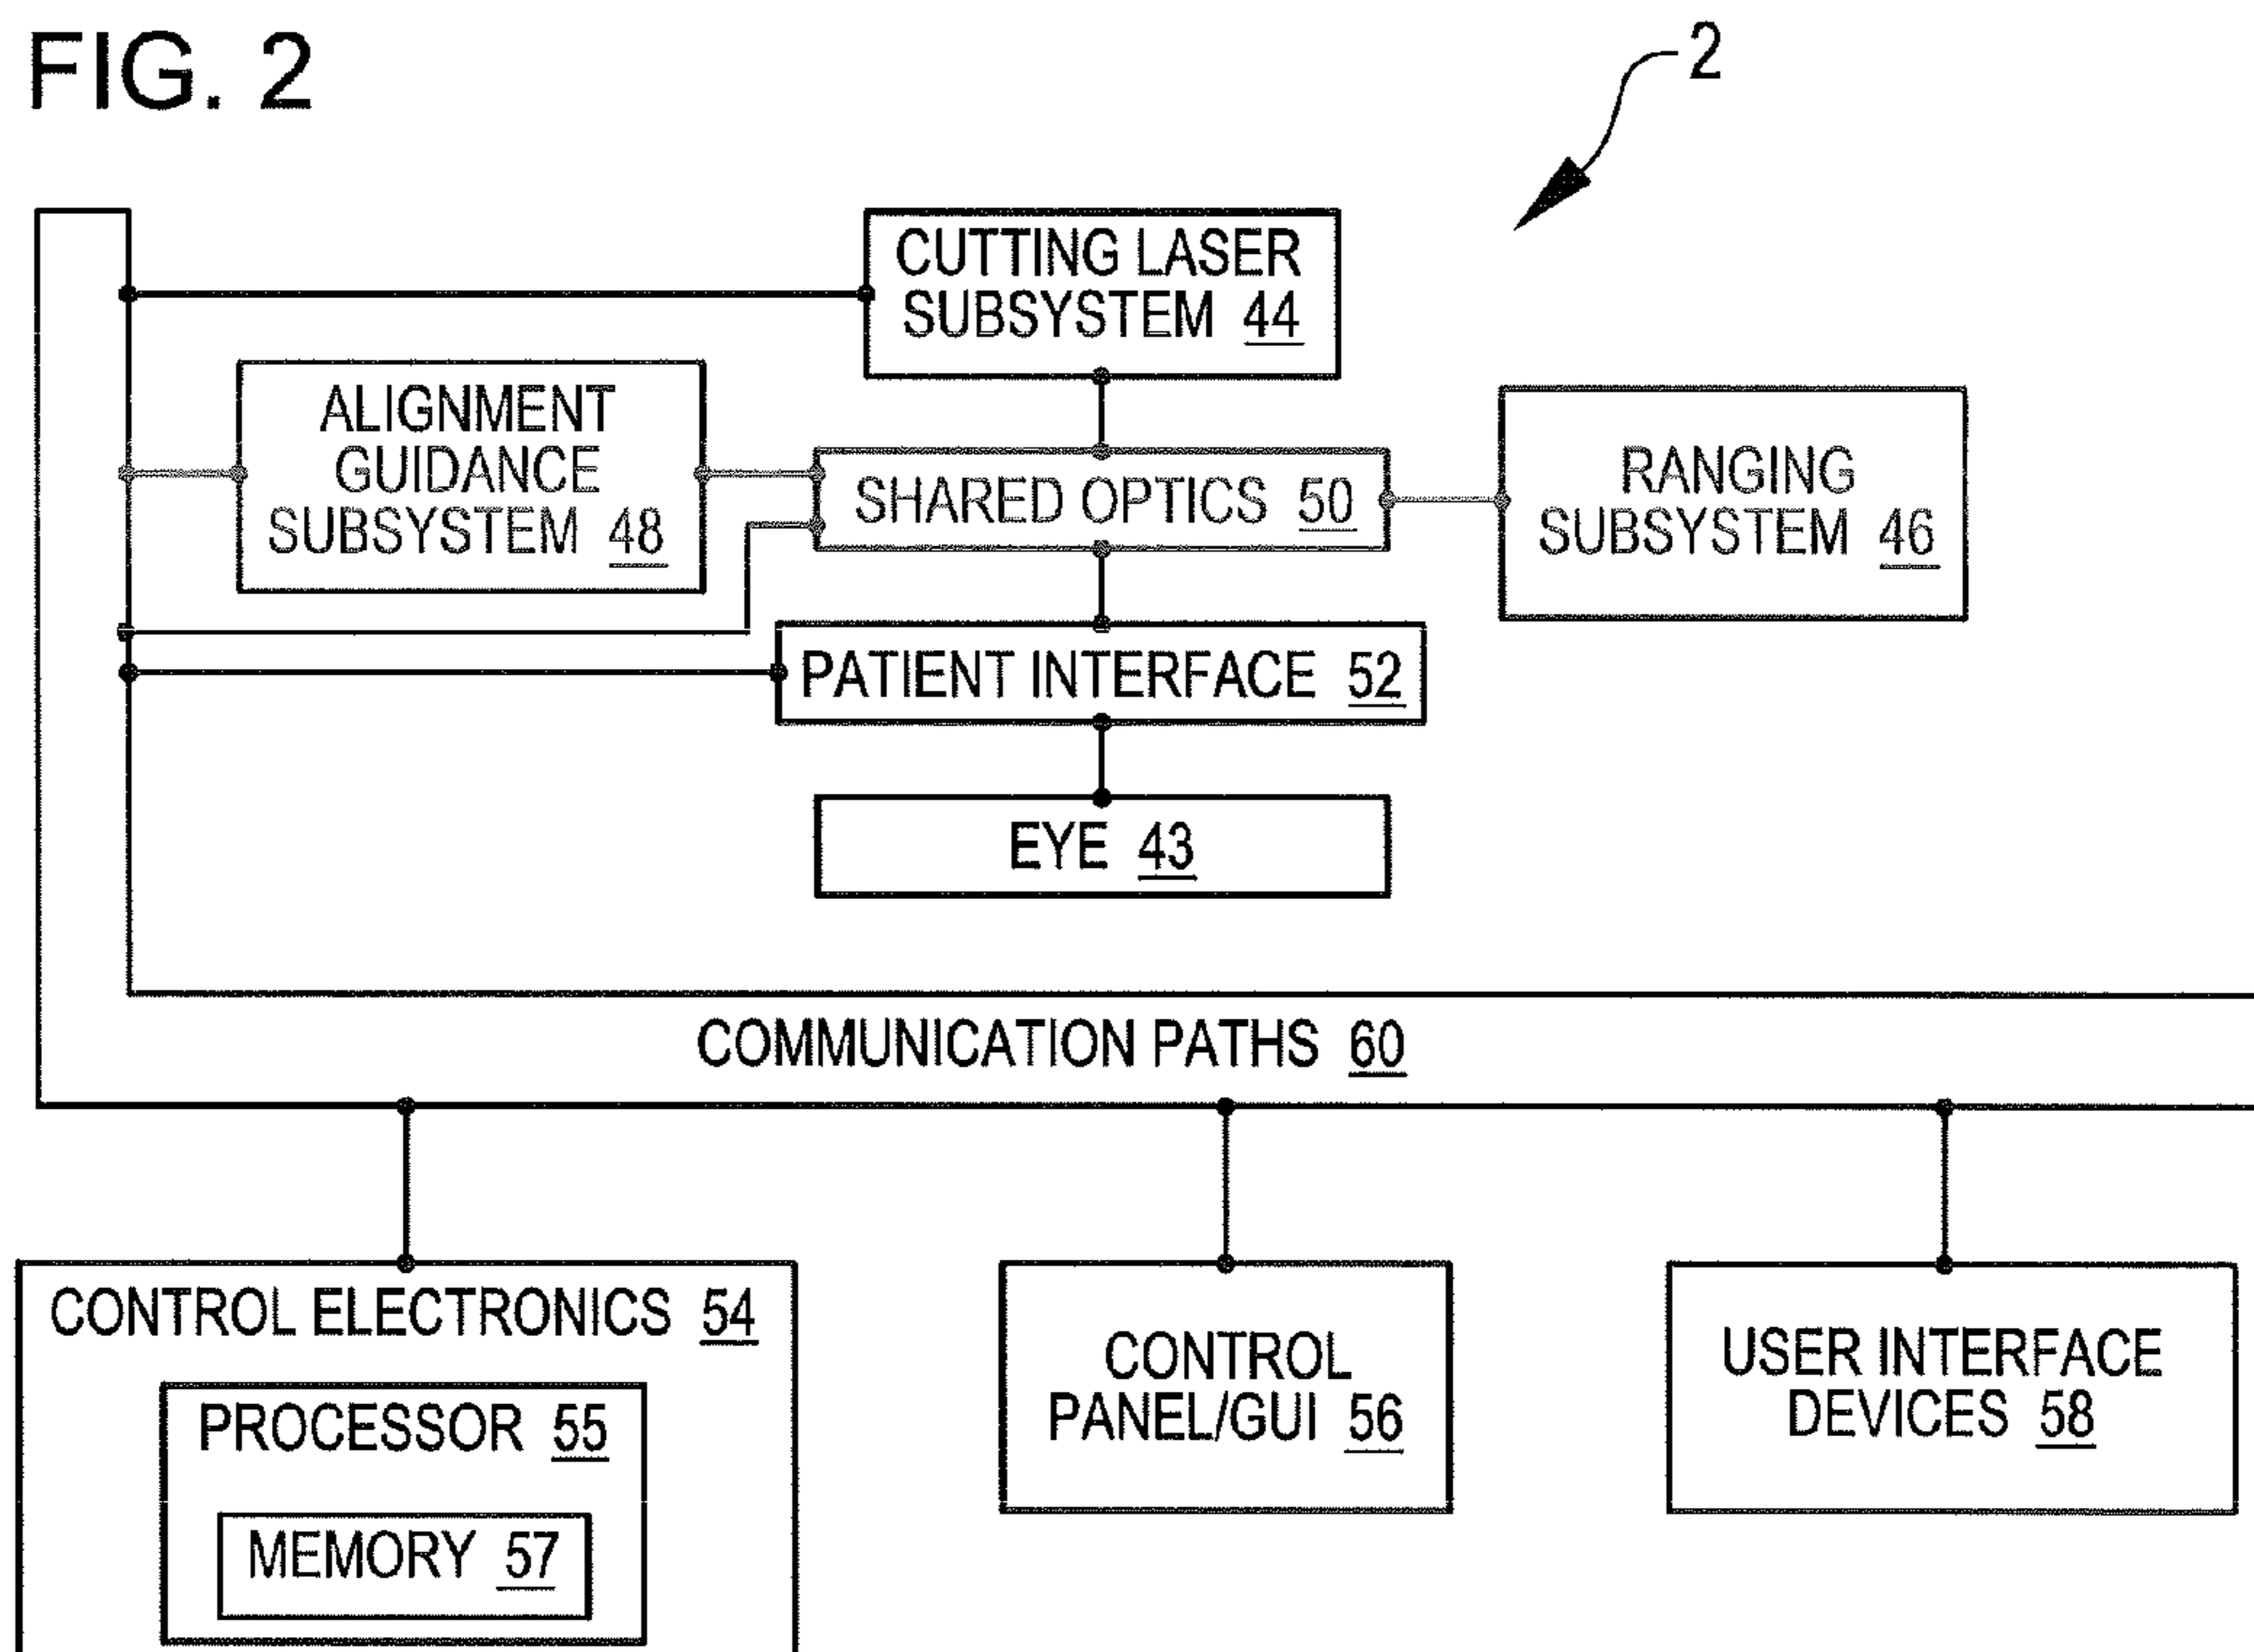 FIG. 2
2
CUTTING LASER
SUBSYSTEM 44
ALIGNMENT
GUIDANCE
SUBSYSTEM 48
SHARED OPTICS 50
RANGING
SUBSYSTEM 46
PATIENT INTERFACE 52
EYE 43
COMMUNICATION PATHS 60
CONTROL ELECTRONICS 54
PROCESSOR 55
MEMORY 57
CONTROL
PANEL/GUI 56
USER INTERFACE
DEVICES 58